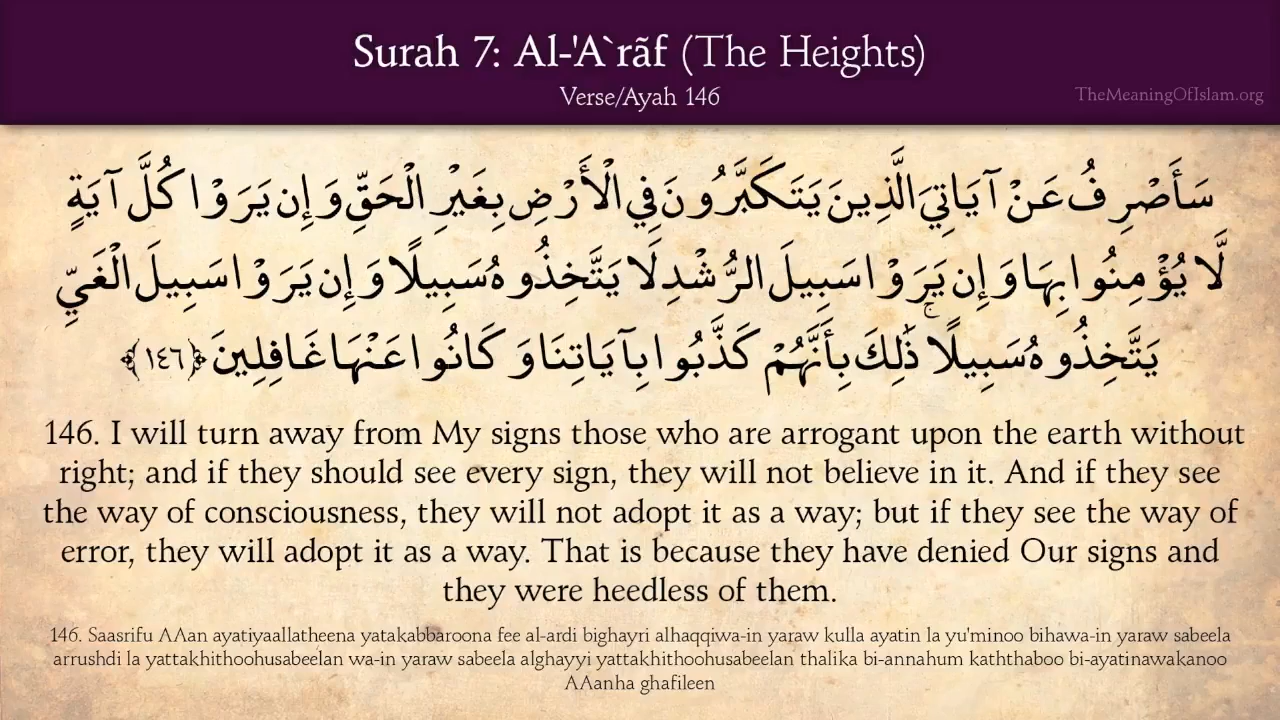 Surah 7: Al-'A`rãf (The Heights)
Verse/Ayah 146
TheMeaningOfIslam.org
سَأَصْرِفُ عَنْ آيَاتِيَ الَّذِينَ يَتَكَبَّرُونَ فِي الْأَرْضِ بِغَيْرِ الْحَقِّ وَإِن يَرَوْا كُلَّ آيَةٍ
لَّا يُؤْمِنُوا بِهَا وَإِن يَرَوْا سَبِيلَ الرُّشْدِ لَا يَتَّخِذُوهُ سَبِيلًا وَإِن يَرَوْا سَبِيلَ الْغَيِّ
يَتَّخِذُوهُ سَبِيلًا ۚ ذَٰلِكَ بِأَنَّهُمْ كَذَّبُوا بِآيَاتِنَا وَكَانُوا عَنْهَا غَافِلِينَ ﴿١٤٦﴾
146. I will turn away from My signs those who are arrogant upon the earth without
right; and if they should see every sign, they will not believe in it. And if they see
the way of consciousness, they will not adopt it as a way; but if they see the way of
error, they will adopt it as a way. That is because they have denied Our signs and
they were heedless of them.
146. Saasrifu AAan ayatiyaallatheena yatakabbaroona fee al-ardi bighayri alhaqqiwa-in yaraw kulla ayatin la yu'minoo bihawa-in yaraw sabeela
arrushdi la yattakhithoohusabeelan wa-in yaraw sabeela alghayyi yattakhithoohusabeelan thalika bi-annahum kaththaboo bi-ayatinawakanoo
AAanha ghafileen